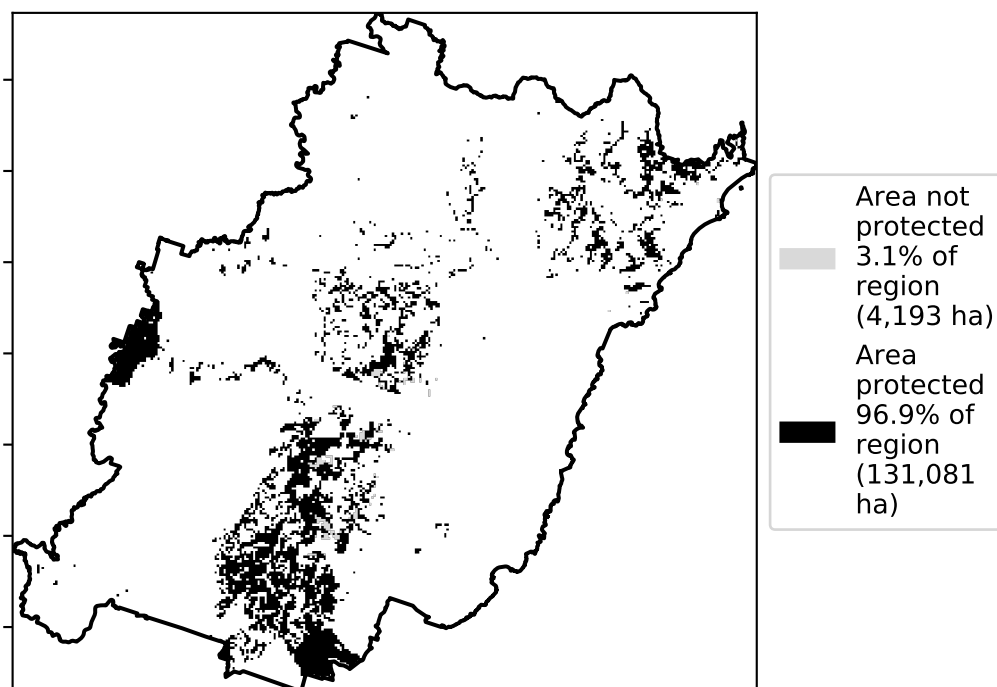 Area not
protected
3.1% of
region
(4,193 ha)
Area
protected
96.9% of
region
(131,081
ha)